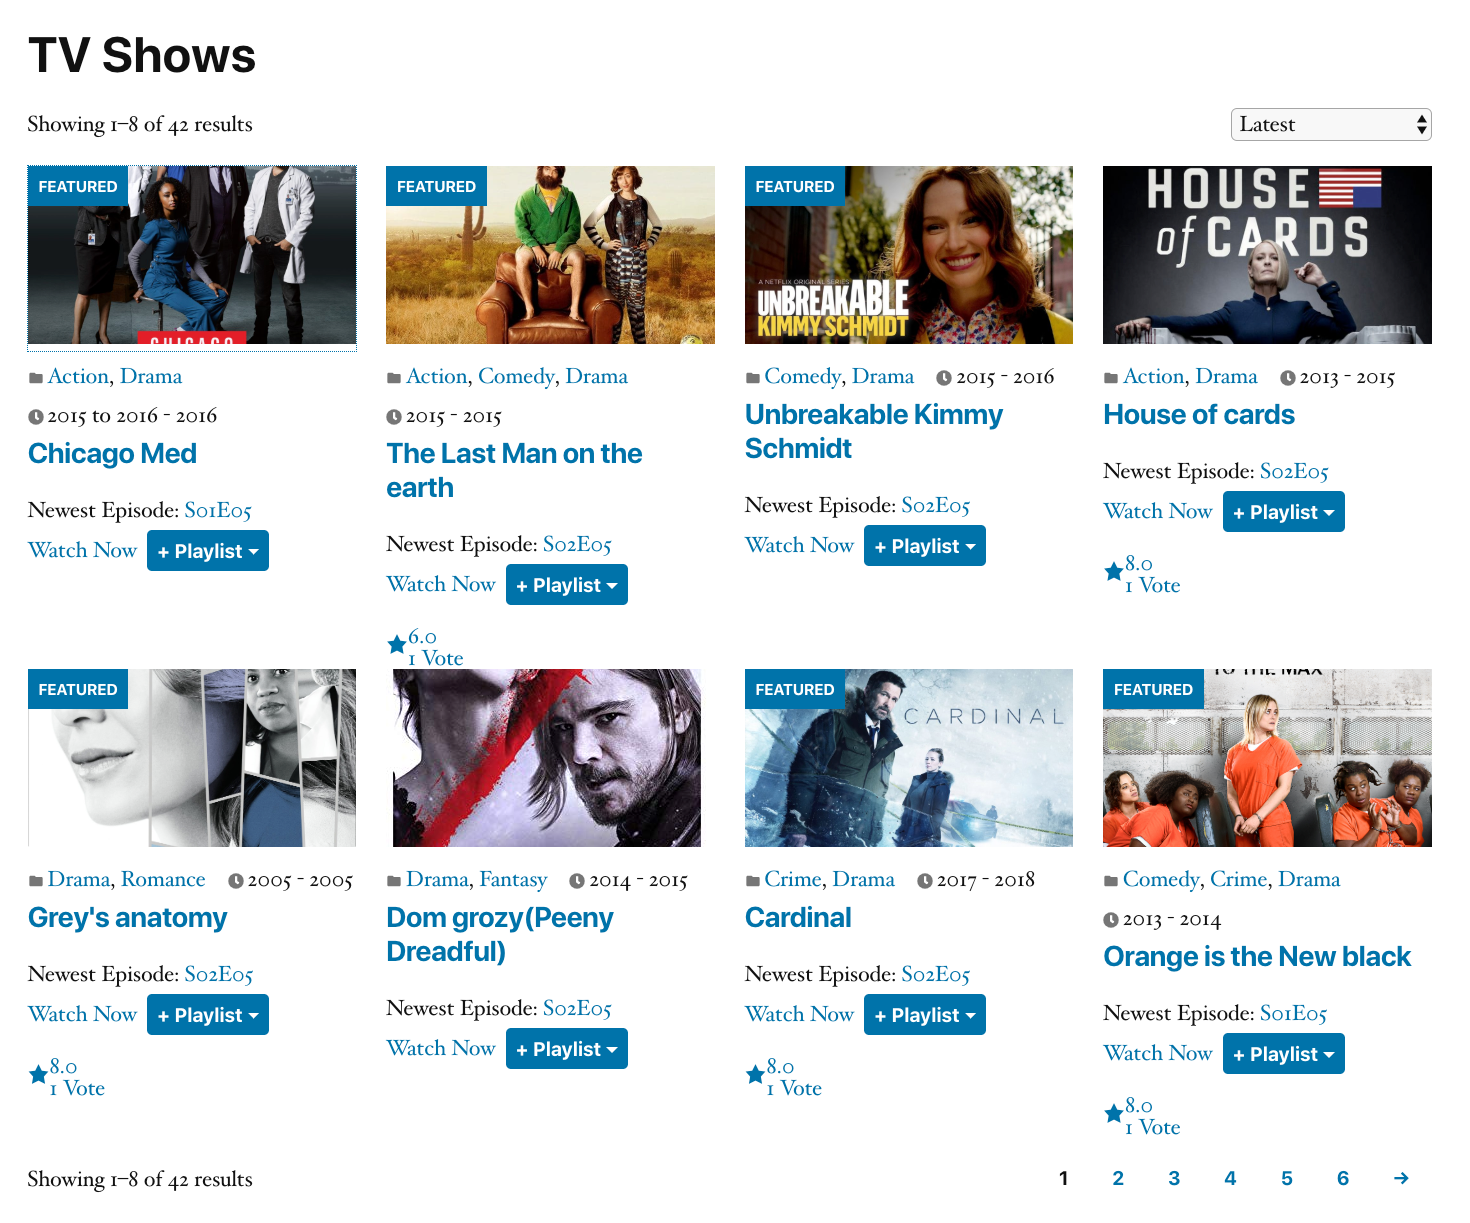 TV Shows
Showing 1–8 of 42 results
Latest
FEATURED
FEATURED
FEATURED
A NETFLIX ORIGINAL SERIES
UNBREAKABLE
KIMMY SCHMIDT
HOUSE
of CARDS
CHICAGO
Action, Drama
2015 to 2016 - 2016
Chicago Med
Newest Episode: S01E05
Watch Now + Playlist
Action, Comedy, Drama
2015 - 2015
The Last Man on the
earth
Newest Episode: S02E05
Watch Now + Playlist
6.0
1 Vote
Comedy, Drama 2015 - 2016
Unbreakable Kimmy
Schmidt
Newest Episode: S02E05
Watch Now + Playlist
Action, Drama 2013 - 2015
House of cards
Newest Episode: S02E05
Watch Now + Playlist
8.0
1 Vote
FEATURED
Drama, Romance 2005 - 2005
Grey's anatomy
Newest Episode: S02E05
Watch Now + Playlist
8.0
1 Vote
Drama, Fantasy 2014 - 2015
Dom grozy(Peeny
Dreadful)
Newest Episode: S02E05
Watch Now + Playlist
FEATURED
CARDINAL
Crime, Drama 2017 - 2018
Cardinal
Newest Episode: S02E05
Watch Now + Playlist
8.0
1 Vote
FEATURED
TO THE MAX
Comedy, Crime, Drama
2013 - 2014
Orange is the New black
Newest Episode: S01E05
Watch Now + Playlist
8.0
1 Vote
Showing 1–8 of 42 results
1 2 3 4 5 6 →